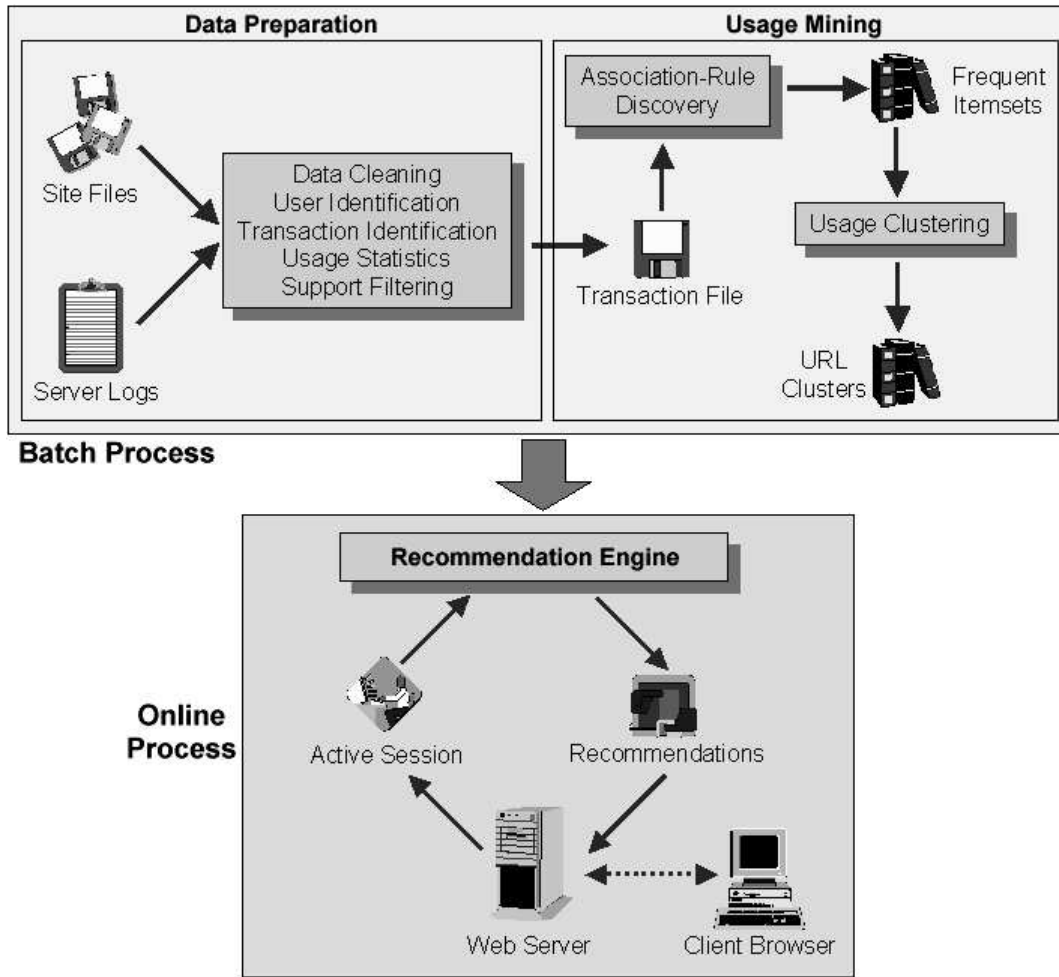 Data Preparation
Usage Mining
Site Files
Server Logs
Data Cleaning
User Identification
Transaction Identification
Usage Statistics
Support Filtering
Transaction File
Association-Rule
Discovery
Frequent
Itemsets
Usage Clustering
URL
Clusters
Batch Process
Recommendation Engine
Online
Process
Active Session
Recommendations
Web Server
Client Browser